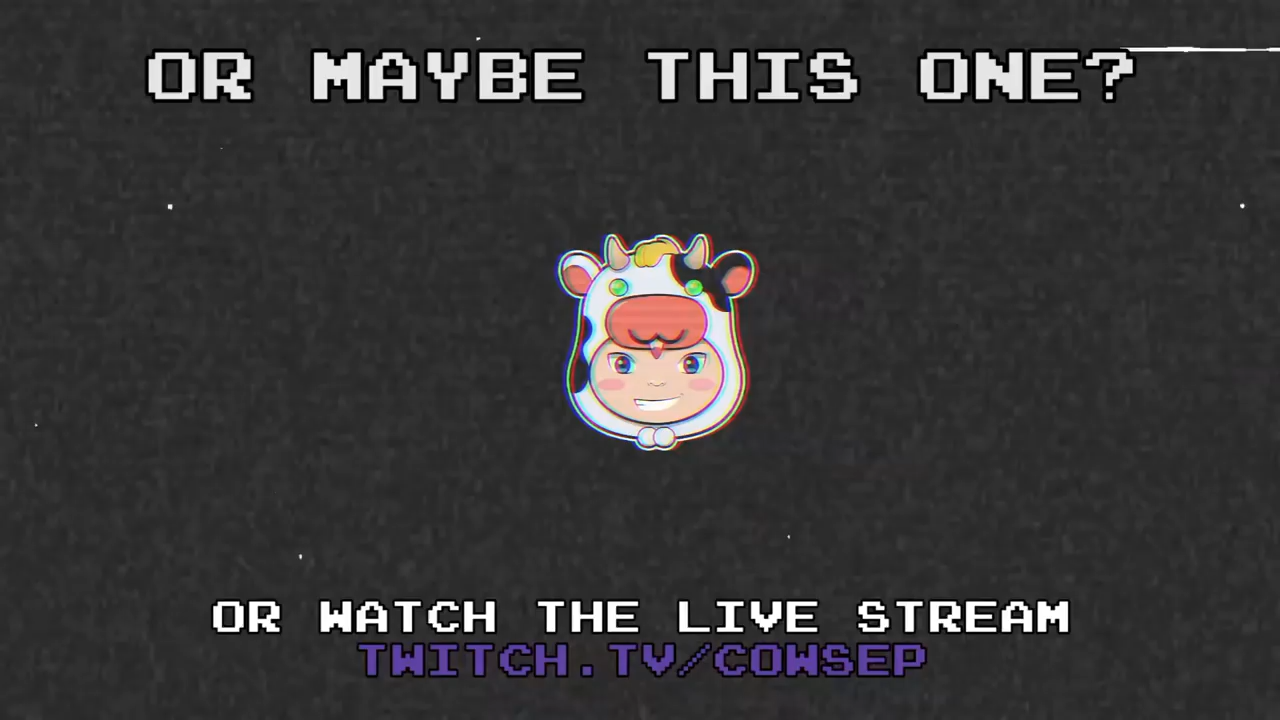 OR MAYBE THIS ONE?
OR WATCH THE LIVE STREAM
TWITCH.TV/COWSEP